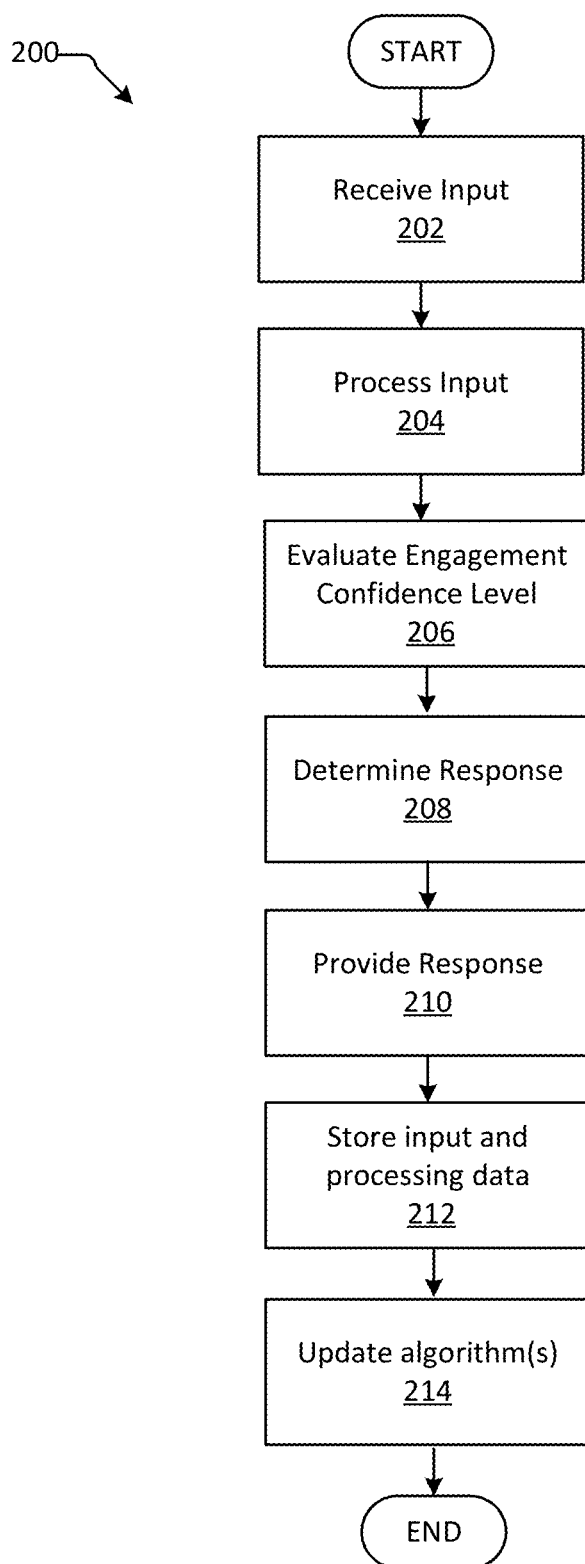 200
START
Receive Input
202
Process Input
204
Evaluate Engagement
Confidence Level
206
Determine Response
208
Provide Response
210
Store input and
processing data
212
Update algorithm(s)
214
END